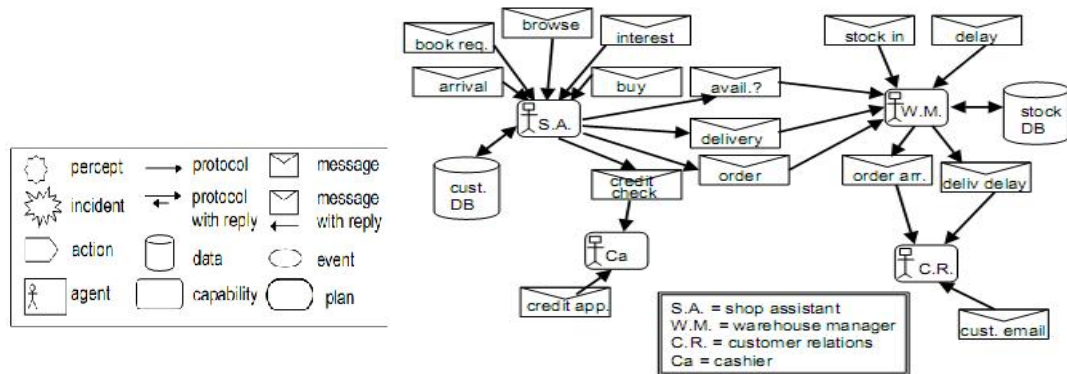 percept
protocol
message
incident
protocol
with reply
message
with reply
action
data
event
agent
capability
plan
browse
book req.
interest
arrival
buy
avail.?
stock in
delay
S.A.
W.M.
stock
DB
delivery
cust.
DB
credit
check
order
order arr.
deliv delay
Ca
C.R.
credit app.
cust. email
S.A. = shop assistant
W.M. = warehouse manager
C.R. = customer relations
Ca = cashier